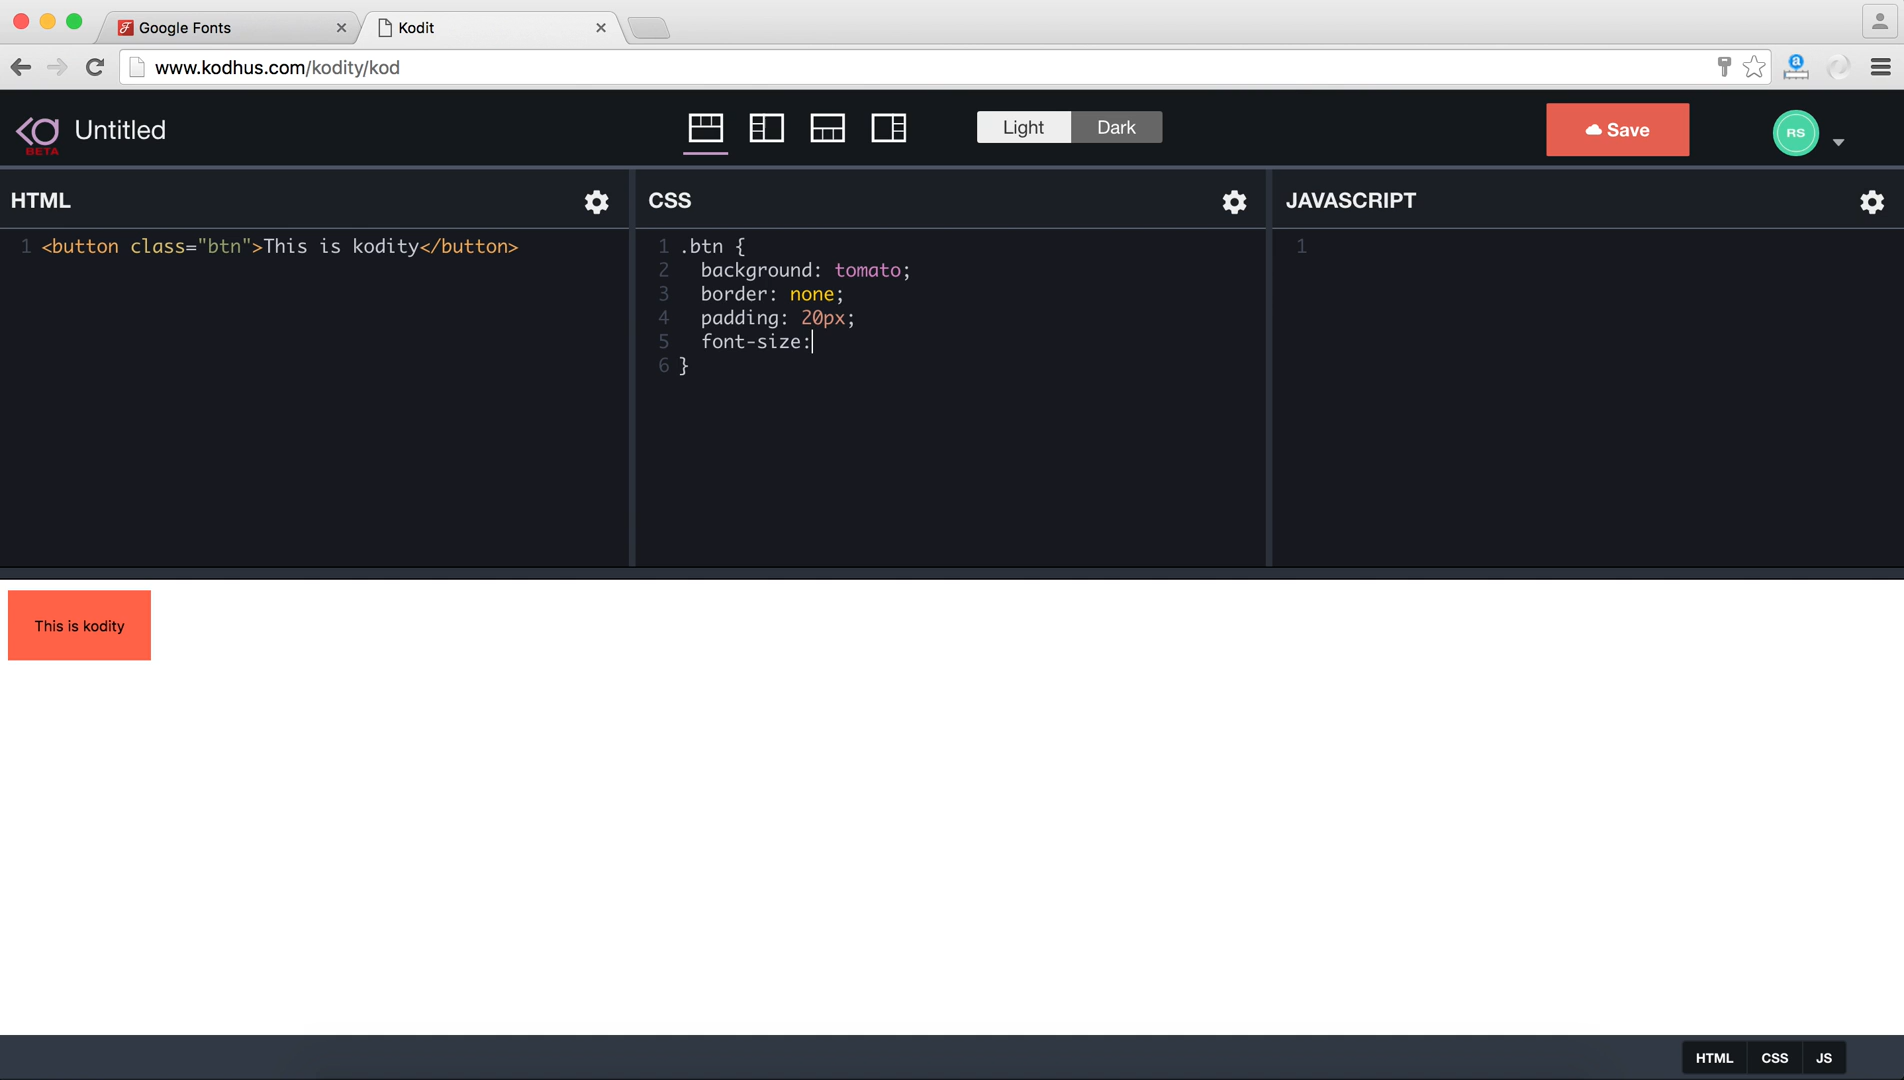 Google Fonts
Kodit
www.kodhus.com/kodity/kod
a
BETA
Untitled
Light
Dark
Save
RS
HTML
CSS
JAVASCRIPT
1 <button class="btn">This is kodity</button>
1 .btn {
2 background: tomato;
3 border: none;
4 padding: 20px;
5 font-size:
6 }
1
This is kodity
HTML
CSS
JS